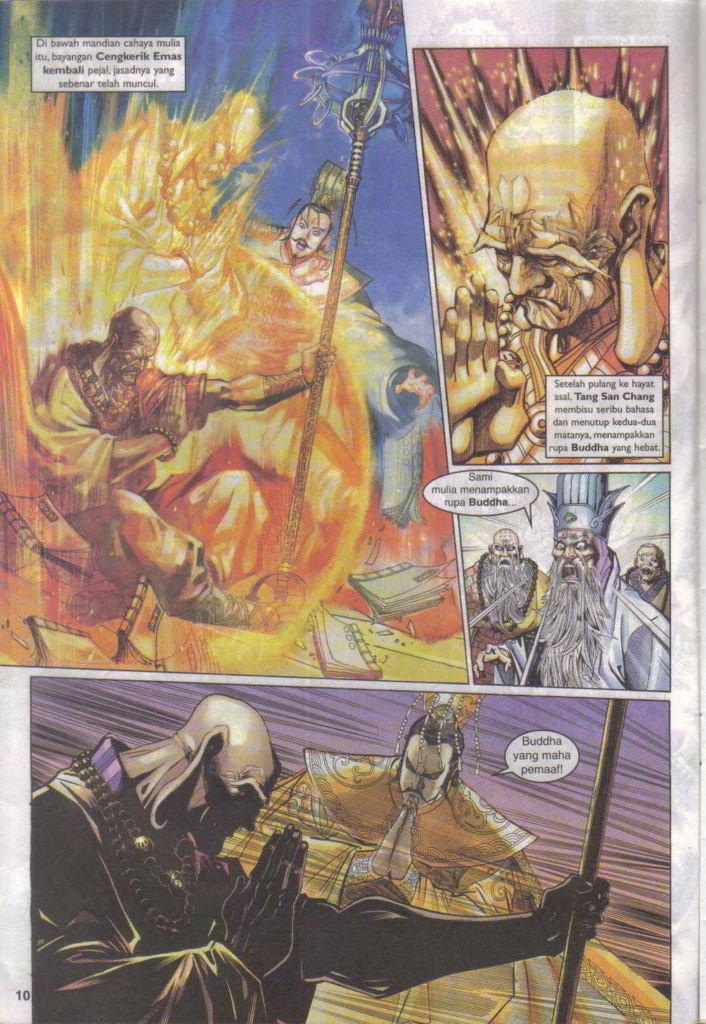 Di bawah mandian cahaya mulia
itu, bayangan Cengkerik Emas
kembali pejal, jasadnya yang
sebenar telah muncul.
Setelah pulang ke hayat
asal, Tang San Chang
membisu seribu bahasa
dan menutup kedua-dua
matanya, menampakkan
rupa Buddha yang hebat.
Sami
mulia menampakkan
rupa Buddha...
Buddha
yang maha
pemaaf!
10